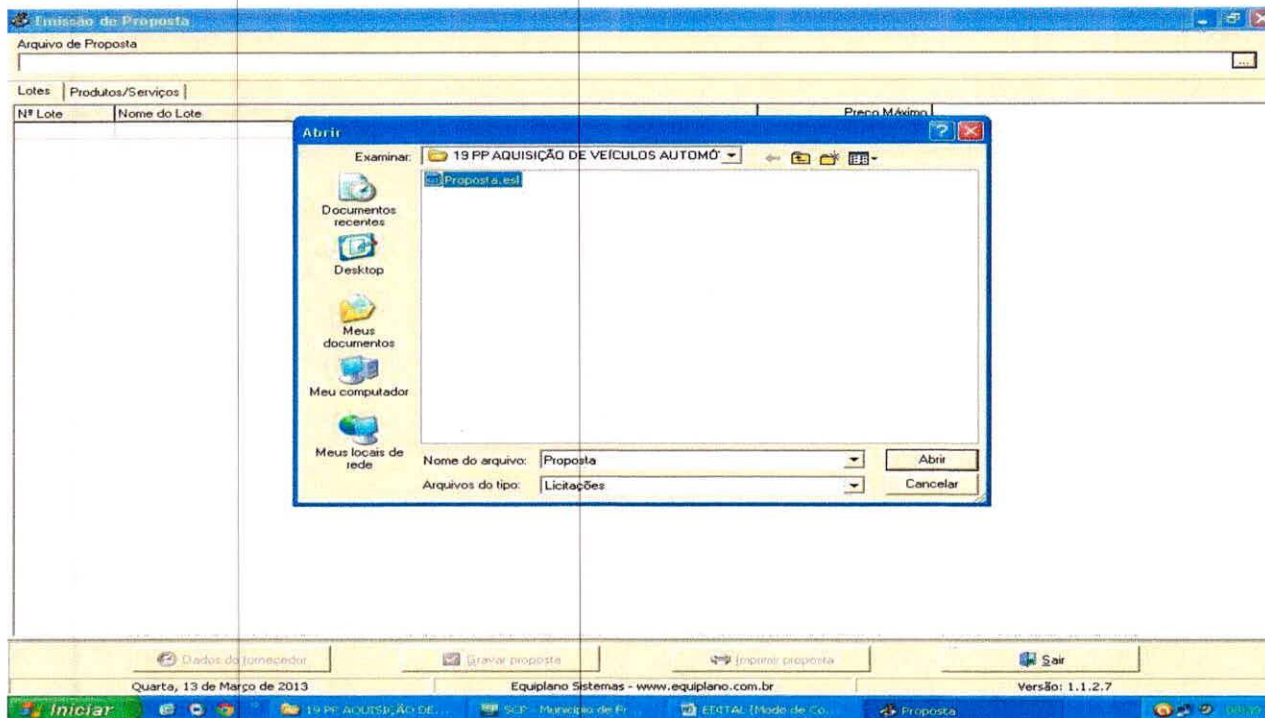 Emissão de Proposta
Arquivo de Proposta
...
Lotes Produtos/Serviços
Nº Lote Nome do Lote Preço Máximo
Abrir
Examinar: 19 PP AQUISIÇÃO DE VEÍCULOS AUTOMÓ
Proposta.esl
Documentos
recentes
Desktop
Meus
documentos
Meu computador
Meus locais de
rede
Nome do arquivo: Proposta Abrir
Arquivos do tipo: Licitações Cancelar
Dados do fornecedor Gravar proposta Imprimir proposta Sair
Quarta, 13 de Março de 2013 Equiplano Sistemas - www.equiplano.com.br Versão: 1.1.2.7
Iniciar 19 PP AQUISIÇÃO DE... SCP - Município de Fr... EDITAL [Modo de Co... Proposta